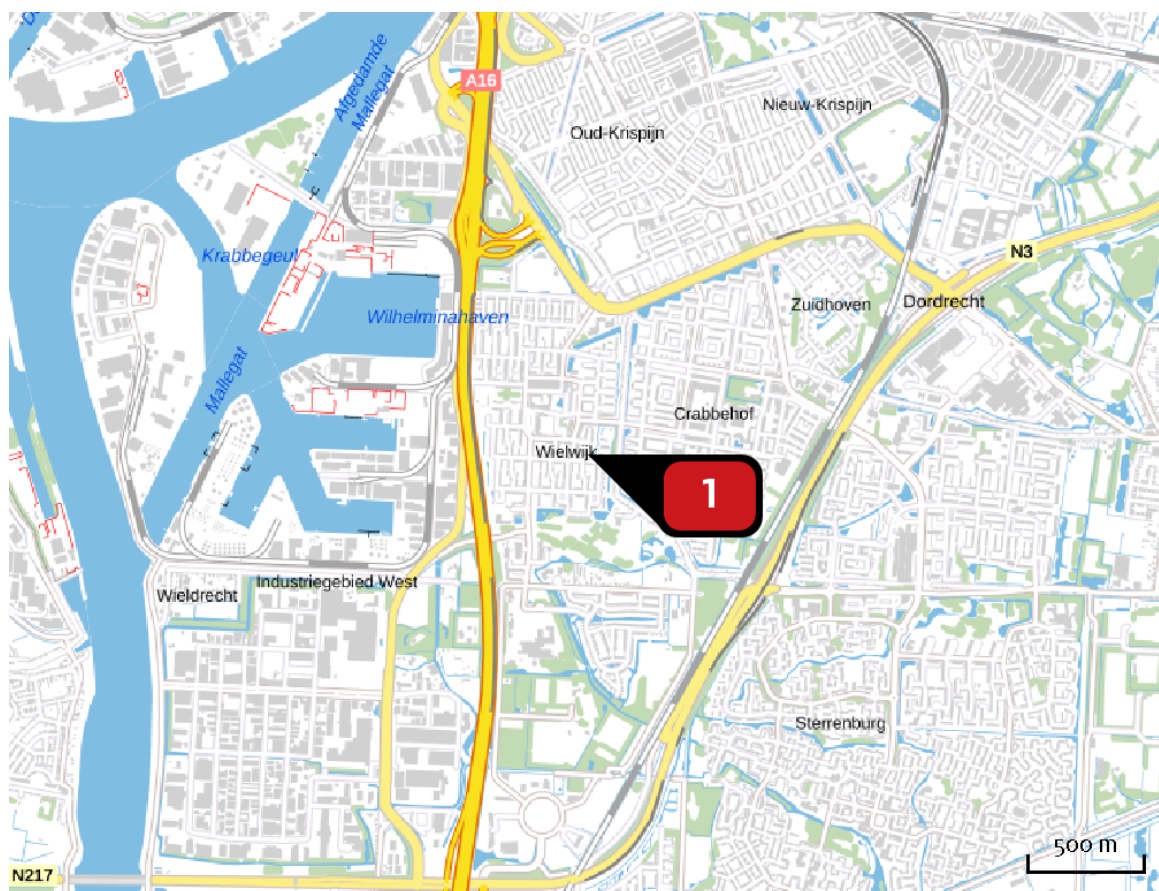 A16
Afgedamde
Mallegat
Nieuw-Krispijn
Oud-Krispijn
Krabbegeul
N3
Zuidhoven
Dordrecht
Wilhelminahaven
Mallegat
Crabbehof
Wielwijk
1
Industriegebied West
Wieldrecht
Sterrenburg
500 m
N217